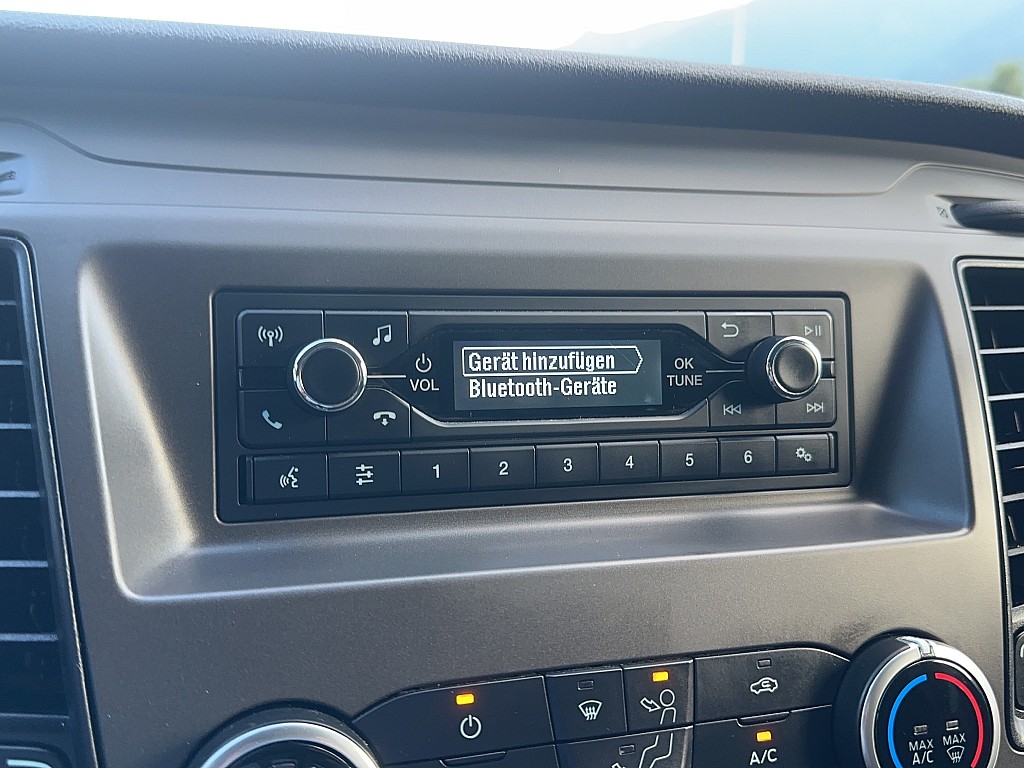 VOL
Gerät hinzufügen
Bluetooth-Geräte
OK
TUNE
1
2
3
4
5
6
A/C
MAX
A/C
MAX